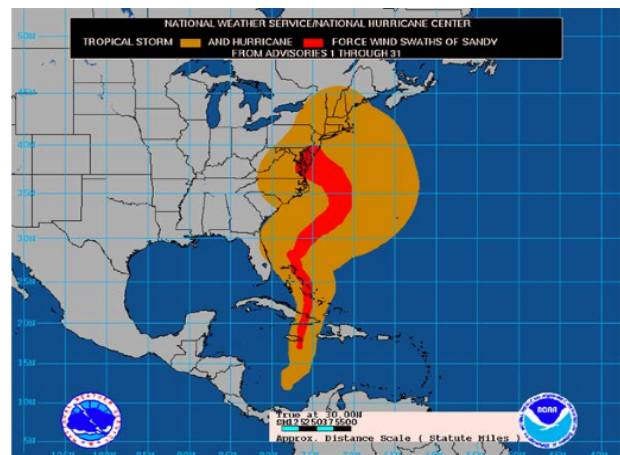 NATIONAL WEATHER SERVICE/NATIONAL HURRICANE CENTER
TROPICAL STORM AND HURRICANE FORCE WIND SWATHS OF SANDY
FROM ADVISORIES 1 THROUGH 31
50N
45N
40N
35N
30N
25N
20N
15N
10N
5N
True at 30.00N
SM125250375500
Approx. Distance Scale ( Statute Miles )
NOAA